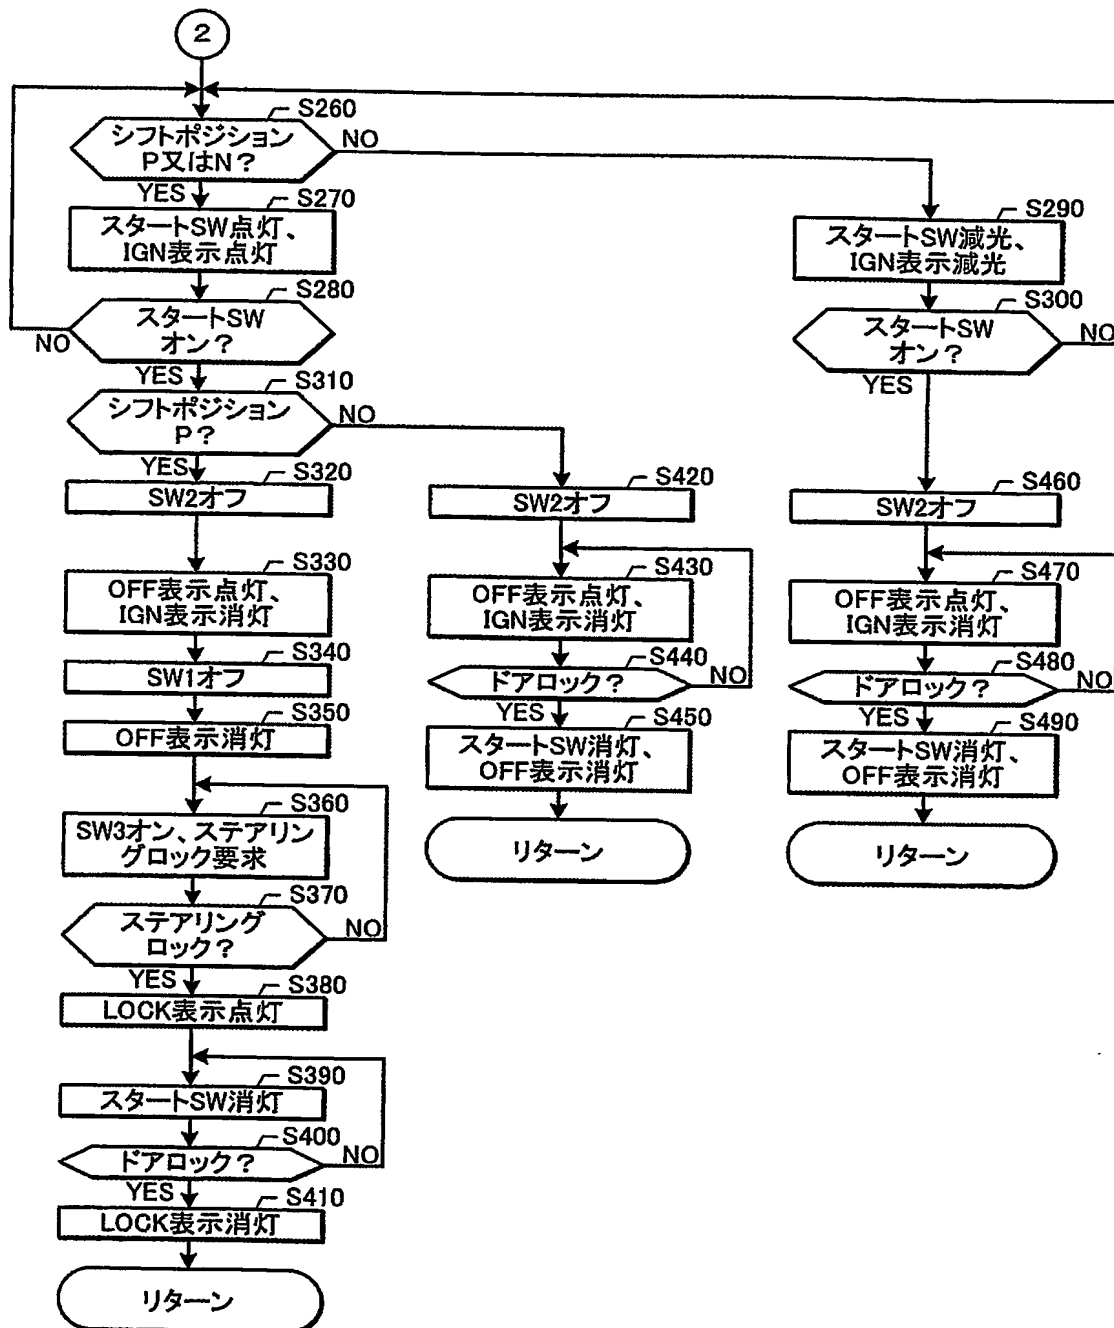 2
S260
シフトポジション
P又はN?
NO
YES
S270
スタートSW点灯、
IGN表示点灯
S280
スタートSW
オン?
NO
YES
S290
スタートSW減光、
IGN表示減光
S300
スタートSW
オン?
NO
YES
S310
シフトポジション
P?
NO
YES
S320
SW2オフ
S330
OFF表示点灯、
IGN表示消灯
S340
SW1オフ
S350
OFF表示消灯
S360
SW3オン、ステアリン
グロック要求
S370
ステアリング
ロック?
NO
YES
S380
LOCK表示点灯
S390
スタートSW消灯
S400
ドアロック?
NO
YES
S410
LOCK表示消灯
リターン
S420
SW2オフ
S430
OFF表示点灯、
IGN表示消灯
S440
ドアロック?
NO
YES
S450
スタートSW消灯、
OFF表示消灯
リターン
S460
SW2オフ
S470
OFF表示点灯、
IGN表示消灯
S480
ドアロック?
NO
YES
S490
スタートSW消灯、
OFF表示消灯
リターン